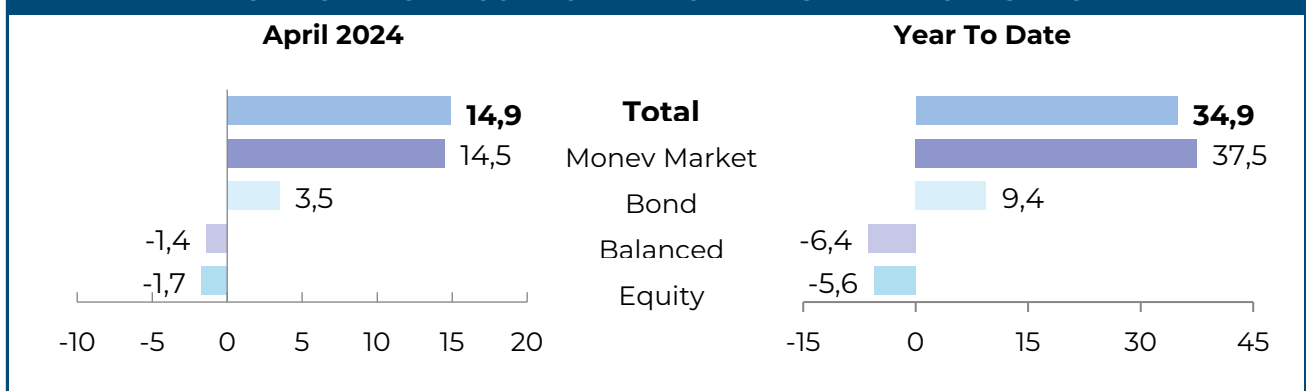 April 2024
Year To Date
14,9
Total
34,9
14,5
Money Market
37,5
3,5
Bond
9,4
-1,4
Balanced
-6,4
-1,7
Equity
-5,6
-10 -5 0 5 10 15 20
-15 0 15 30 45